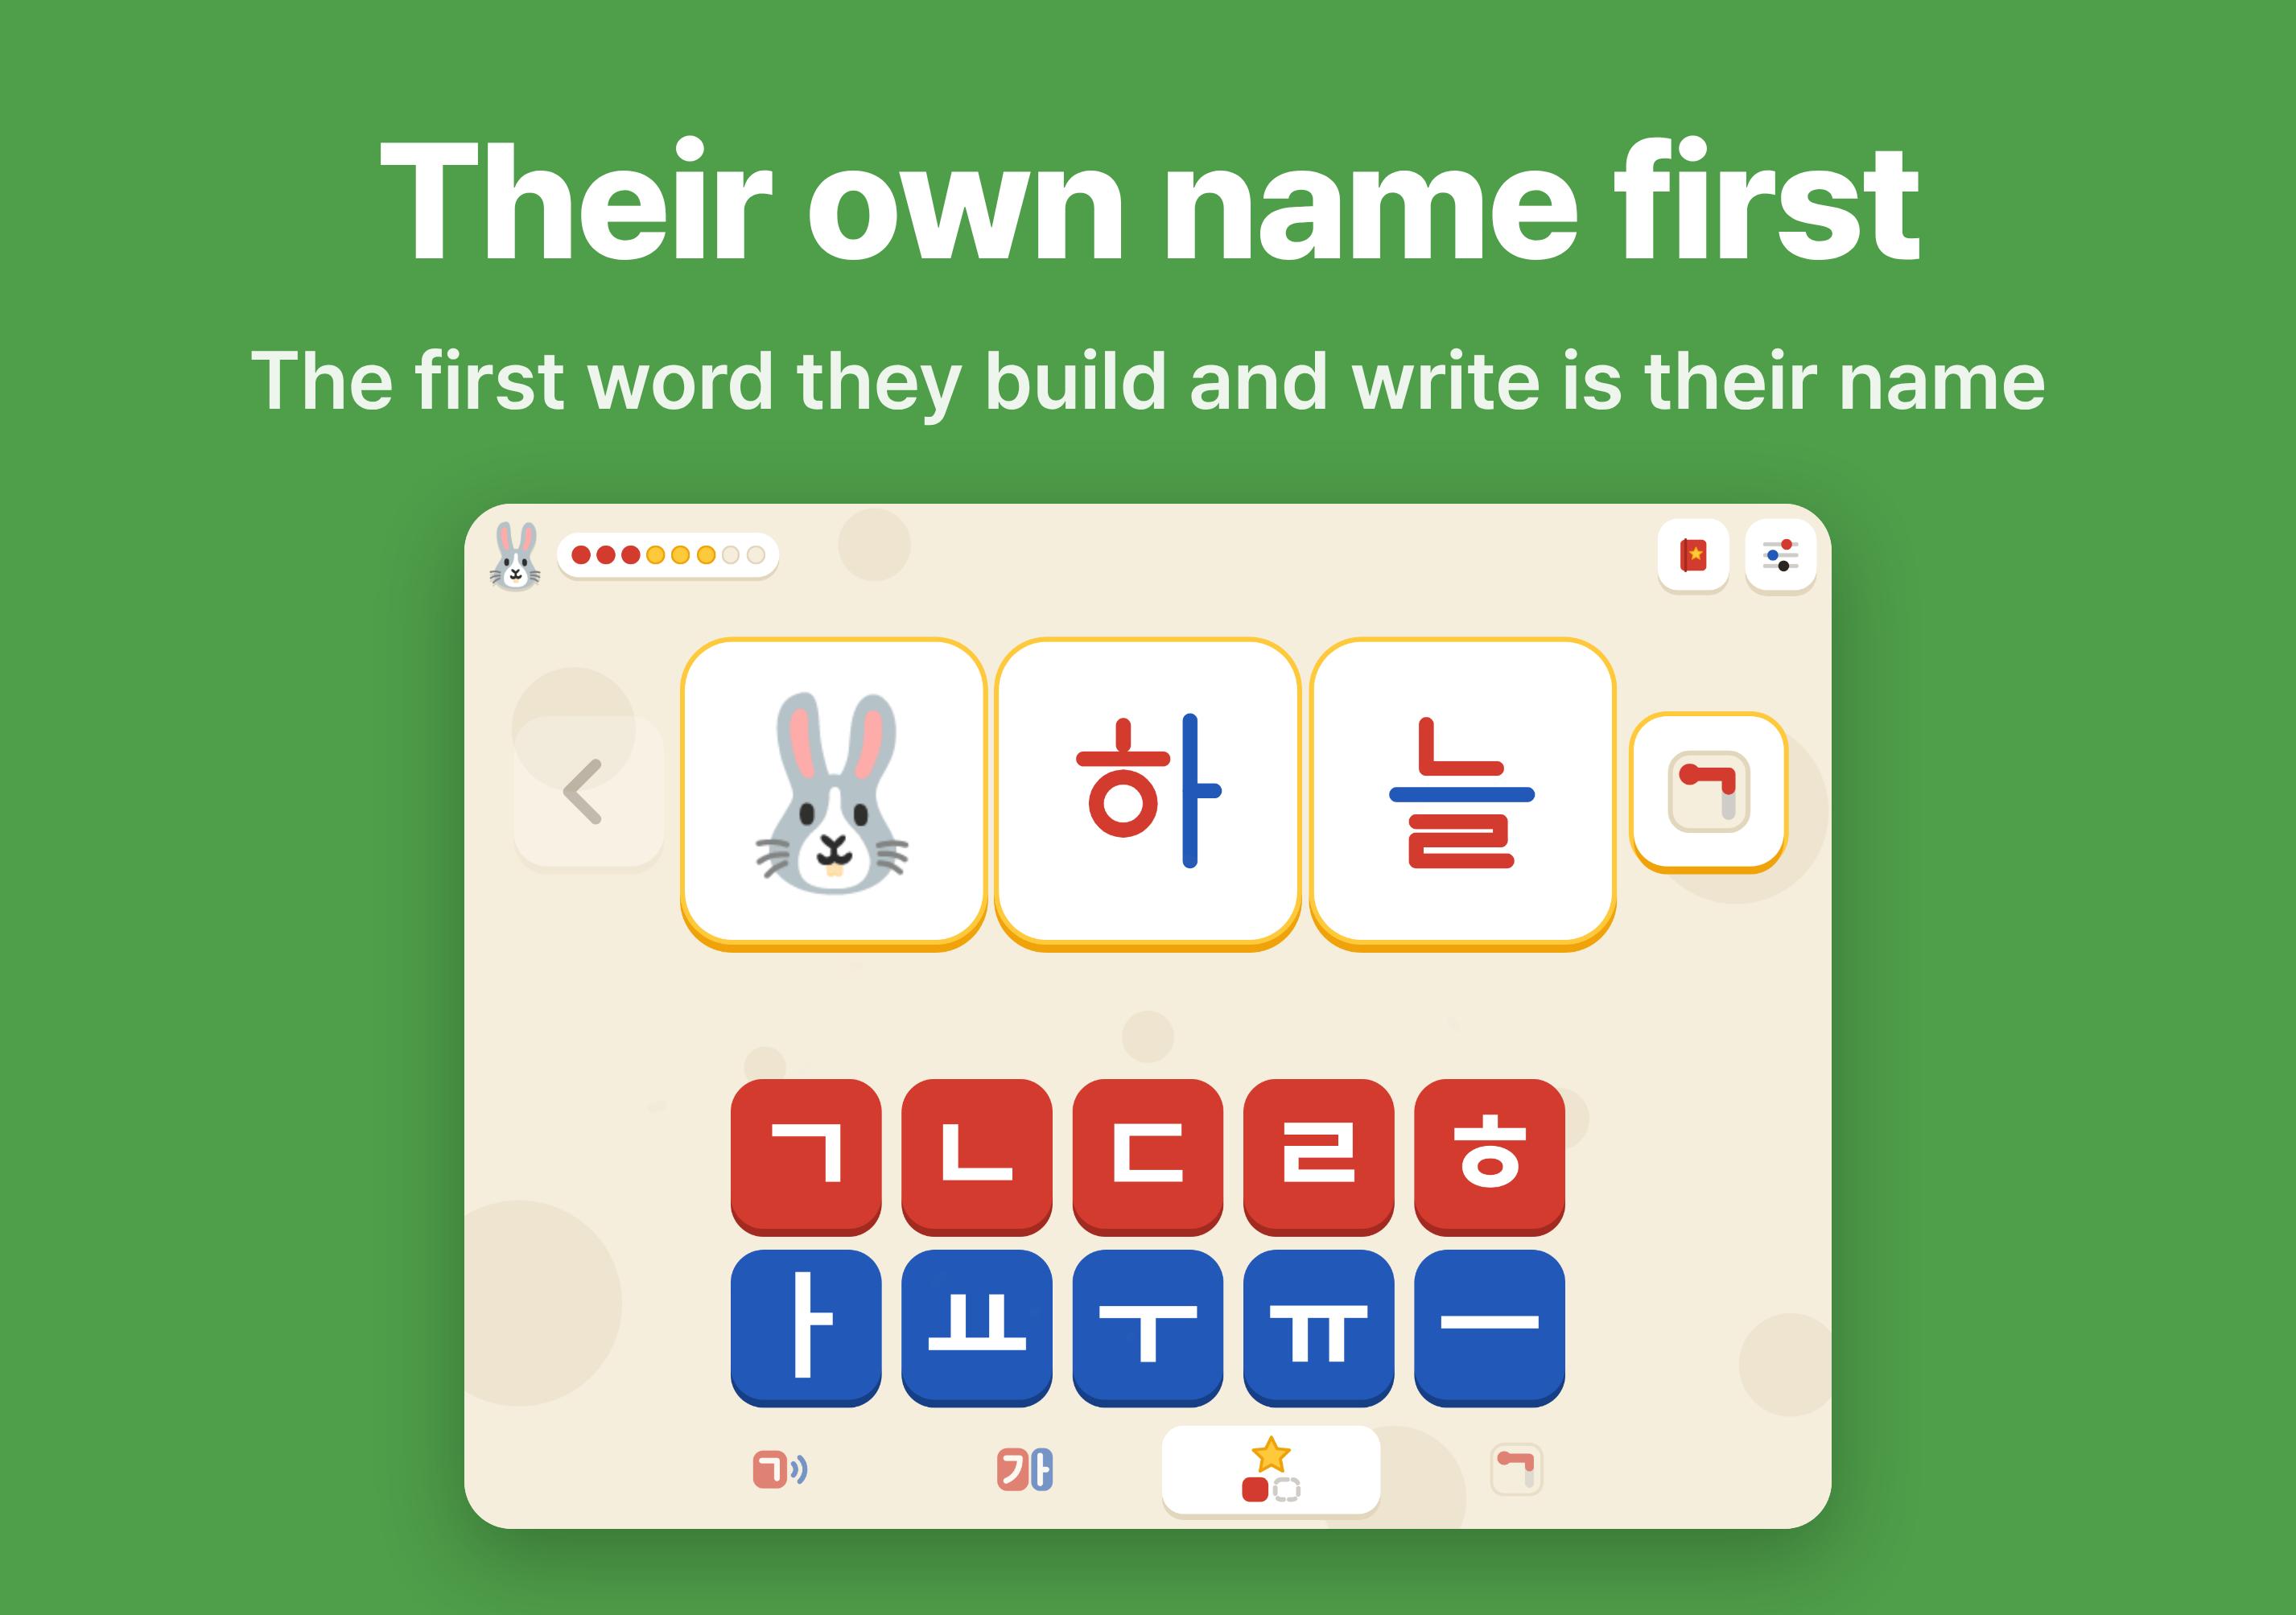 Their own name first
The first word they build and write is their name
하 늘
ㄱ ㄴ ㄷ ㄹ ㅎ
ㅏ ㅛ ㅜ ㅠ ㅡ
ㄱ 가 ㄱ